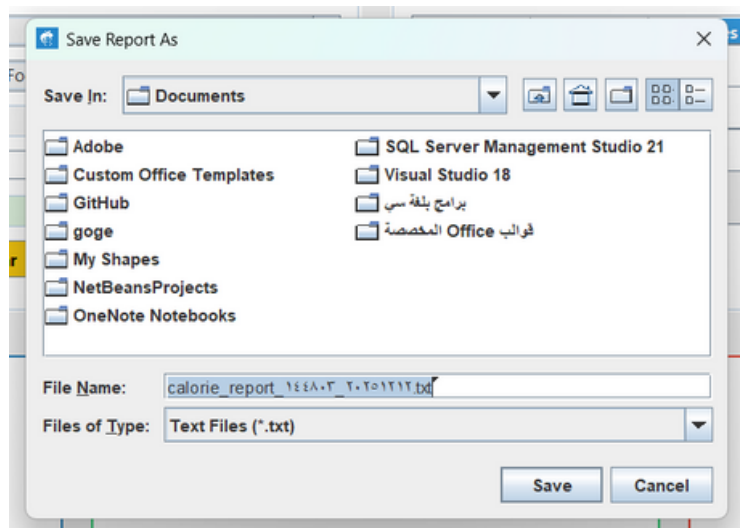 Save Report As
Save In:
Documents
Adobe
Custom Office Templates
GitHub
goge
My Shapes
NetBeansProjects
OneNote Notebooks
SQL Server Management Studio 21
Visual Studio 18
برامج بلغة سي
قوالب Office المخصصة
File Name:
calorie_report_٢٠٢٥١٢١٢_١٤٤٨٠٣.txt
Files of Type:
Text Files (*.txt)
Save
Cancel